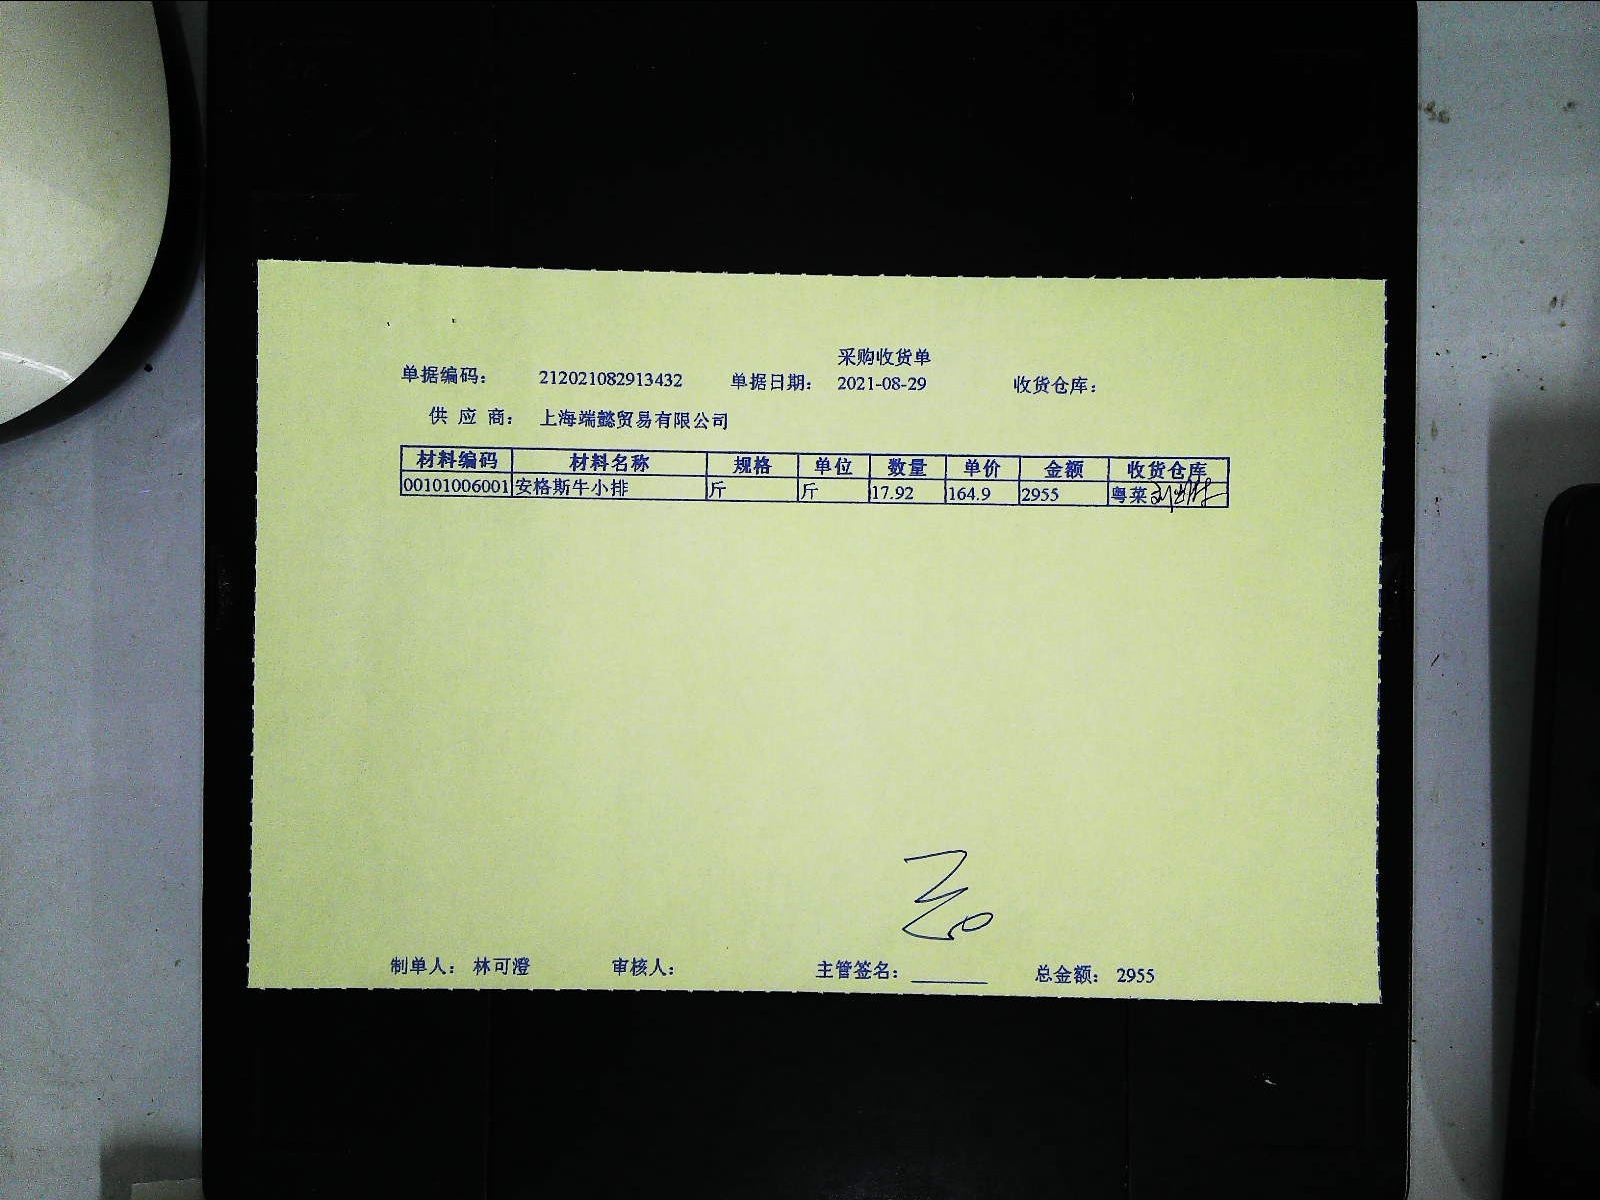 采购收货单
单据编码： 212021082913432 单据日期： 2021-08-29 收货仓库：
供 应 商： 上海端懿贸易有限公司
材料编码 材料名称 规格 单位 数量 单价 金额 收货仓库
00101006001 安格斯牛小排 斤 斤 17.92 164.9 2955 粤菜
制单人： 林可澄 审核人： 主管签名： 总金额： 2955